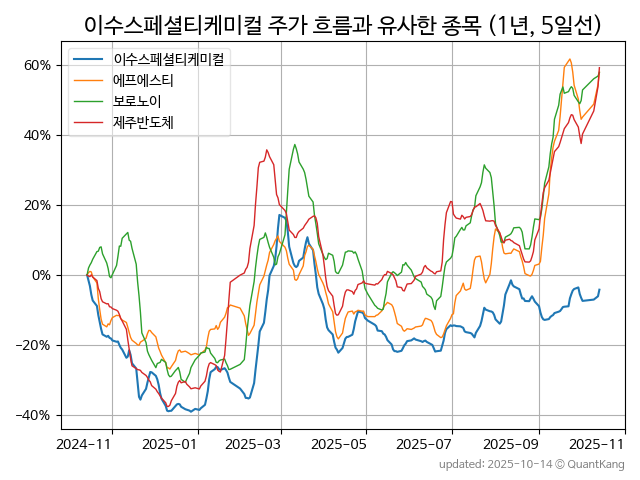 이수스페셜티케미컬 주가 흐름과 유사한 종목 (1년, 5일선)
이수스페셜티케미컬
에프에스티
보로노이
제주반도체
60%
40%
20%
0%
−20%
−40%
2024-11 2025-01 2025-03 2025-05 2025-07 2025-09 2025-11
updated: 2025-10-14 © QuantKang